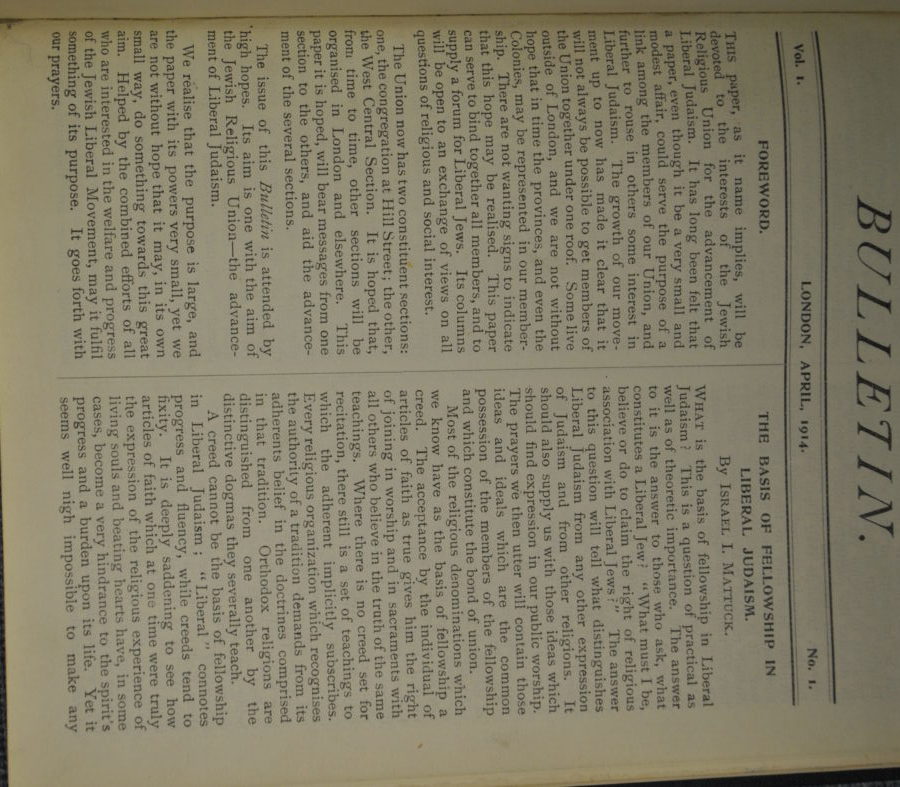 BULLETIN.
Vol. 1. LONDON, APRIL, 1914. No. 1.
FOREWORD.
THIS paper, as it name implies, will be
devoted to the interests of the Jewish
Religious Union for the advancement of
Liberal Judaism. It has long been felt that
a paper, even though it be a very small and
modest affair, could serve the purpose of a
link among the members of our Union, and
further to rouse in others some interest in
Liberal Judaism. The growth of our move-
ment up to now has made it clear that it
will not always be possible to get members of
the Union together under one roof. Some live
outside of London, and we are not without
hope that in time the provinces, and even the
Colonies, may be represented in our member-
ship. There are not wanting signs to indicate
that this hope may be realised. This paper
can serve to bind together all members, and to
supply a forum for Liberal Jews. Its columns
will be open to an exchange of views on all
questions of religious and social interest.
The Union now has two constituent sections:
one, the congregation at Hill Street; the other,
the West Central Section. It is hoped that,
from time to time, other sections will be
organised in London and elsewhere. This
paper it is hoped, will bear messages from one
section to the others, and aid the advance-
ment of the several sections.
The issue of this Bulletin is attended by
high hopes. Its aim is one with the aim of
the Jewish Religious Union—the advance-
ment of Liberal Judaism.
We realise that the purpose is large, and
the paper with its powers very small, yet we
are not without hope that it may, in its own
small way, do something towards this great
aim. Helped by the combined efforts of all
who are interested in the welfare and progress
of the Jewish Liberal Movement, may it fulfil
something of its purpose. It goes forth with
our prayers.
THE BASIS OF FELLOWSHIP IN
LIBERAL JUDAISM.
By ISRAEL I. MATTUCK.
WHAT is the basis of fellowship in Liberal
Judaism? This is a question of practical as
well as of theoretic importance. The answer
to it is the answer to those who ask, what
constitutes a Liberal Jew? "What must I be,
believe or do to claim the right of religious
association with Liberal Jews?" The answer
to this question will tell what distinguishes
Liberal Judaism from any other expression
of Judaism and from other religions. It
should also supply us with those ideas which
should find expression in our public worship.
The prayers we then utter will contain those
ideas and ideals which are the common
possession of the members of the fellowship
and which constitute the bond of union.
Most of the religious denominations which
we know have as the basis of fellowship a
creed. The acceptance by the individual of
articles of faith as true gives him the right
of joining in worship and in sacraments with
all others who believe in the truth of the same
teachings. Where there is no creed set for
recitation, there still is a set of teachings to
which the adherent implicitly subscribes.
Every religious organization which recognises
the authority of a tradition demands from its
adherents belief in the doctrines comprised
in that tradition. Orthodox religions are
distinguished from one another by the
distinctive dogmas they severally teach.
A creed cannot be the basis of fellowship
in Liberal Judaism; "Liberal" connotes
progress and fluency, while creeds tend to
fixity. It is deeply saddening to see how
articles of faith which at one time were truly
the expression of the religious experience of
living souls and beating hearts have, in some
cases, become a very hindrance to the spirit's
progress and a burden upon its life. Yet it
seems well nigh impossible to make any